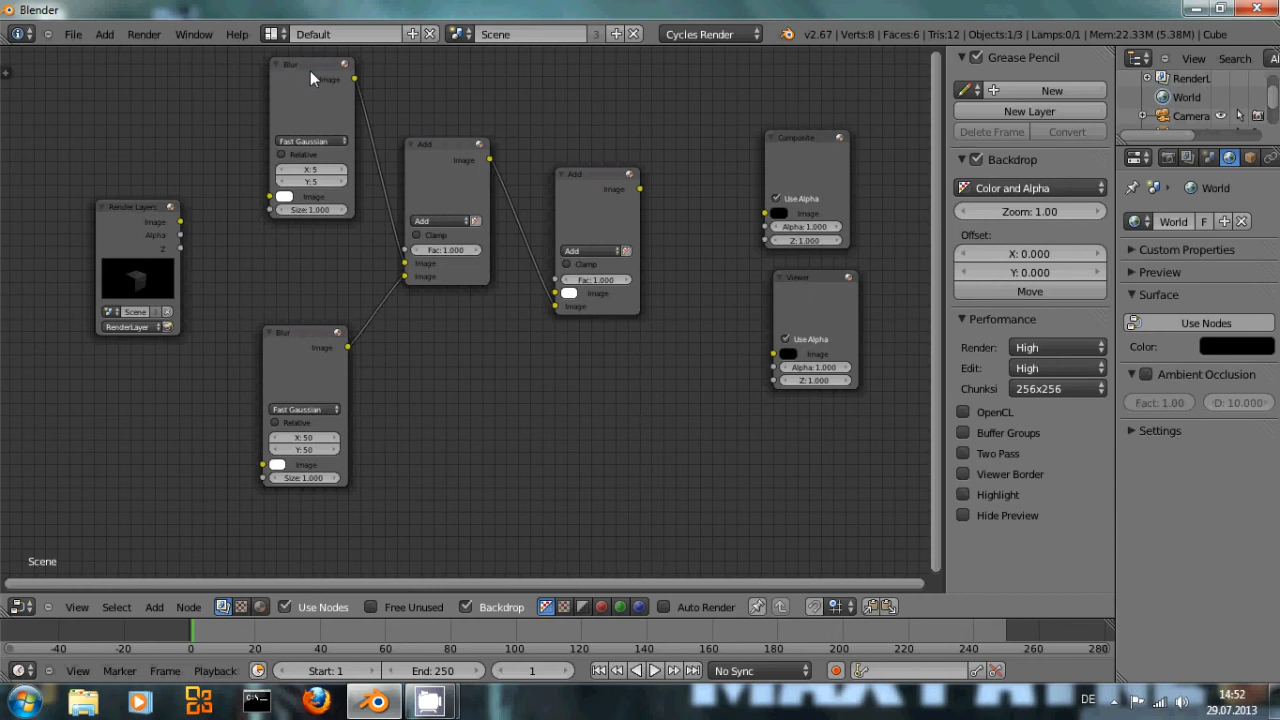 Blender
File Add Render Window Help Default Scene 3 Cycles Render v2.67 | Verts:8 | Faces:6 | Tris:12 | Objects:1/3 | Lamps:0/1 | Mem:22.33M (5.38M) | Cube
Blur
Image
Fast Gaussian
Relative
X: 5
Y: 5
Image
Size: 1.000
Add
Image
Add
Clamp
Fac: 1.000
Image
Image
Add
Image
Add
Clamp
Fac: 1.000
Image
Image
Composite
Use Alpha
Image
Alpha: 1.000
Z: 1.000
Render Layers
Image
Alpha
Z
Scene
RenderLayer
Viewer
Use Alpha
Image
Alpha: 1.000
Z: 1.000
Blur
Image
Fast Gaussian
Relative
X: 50
Y: 50
Image
Size: 1.000
Scene
Grease Pencil
New
New Layer
Delete Frame Convert
Backdrop
Color and Alpha
Zoom: 1.00
Offset:
X: 0.000
Y: 0.000
Move
Performance
Render: High
Edit: High
Chunksi 256x256
OpenCL
Buffer Groups
Two Pass
Viewer Border
Highlight
Hide Preview
View Search Al
RenderL
World
Camera
World
World F
Custom Properties
Preview
Surface
Use Nodes
Color:
Ambient Occlusion
Fact: 1.00 D: 10.000
Settings
View Select Add Node Use Nodes Free Unused Backdrop Auto Render
-40 -20 0 20 40 60 80 100 120 140 160 180 200 220 240 260 280
View Marker Frame Playback Start: 1 End: 250 1 No Sync
DE 14:52
29.07.2013